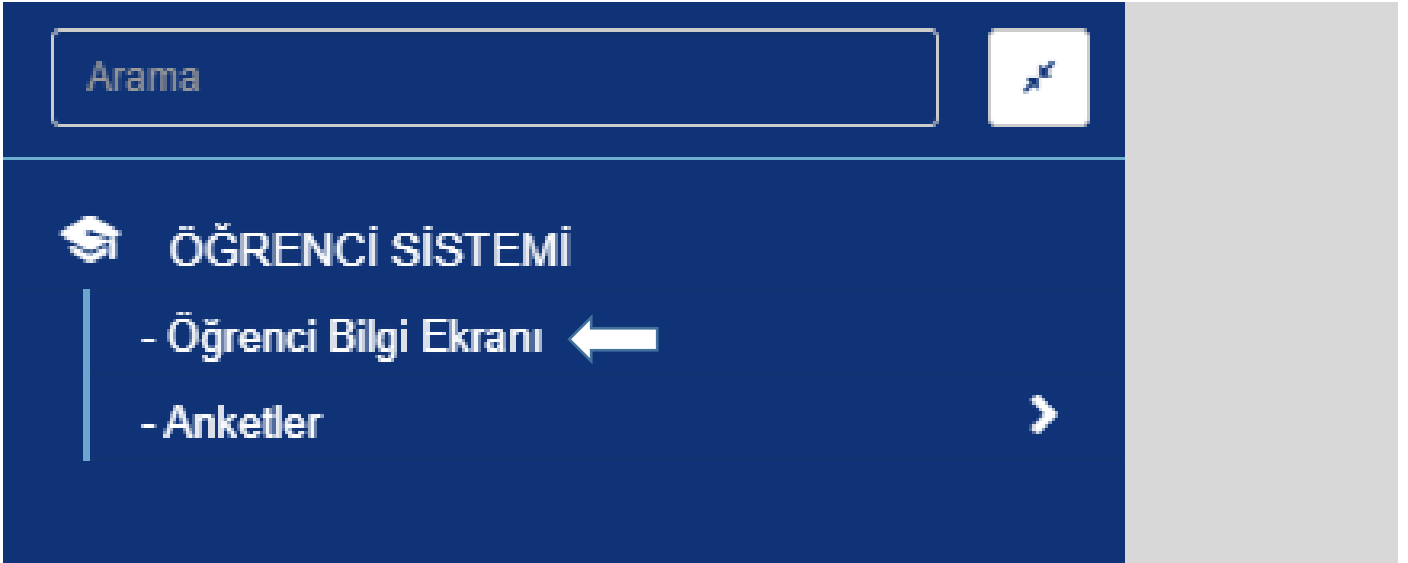 Arama
ÖĞRENCİ SİSTEMİ
- Öğrenci Bilgi Ekranı
- Anketler